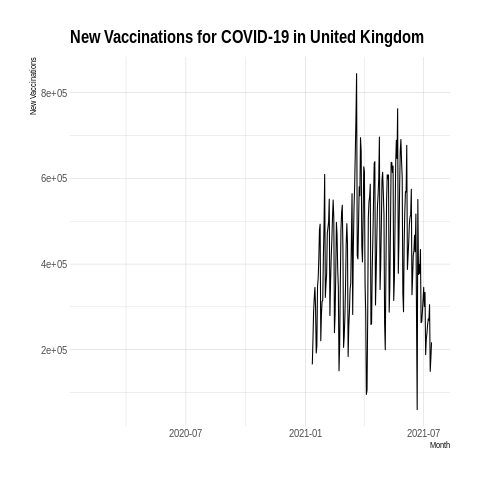 New Vaccinations for COVID-19 in United Kingdom
New Vaccinations
8e+05
6e+05
4e+05
2e+05
2020-07
2021-01
2021-07
Month